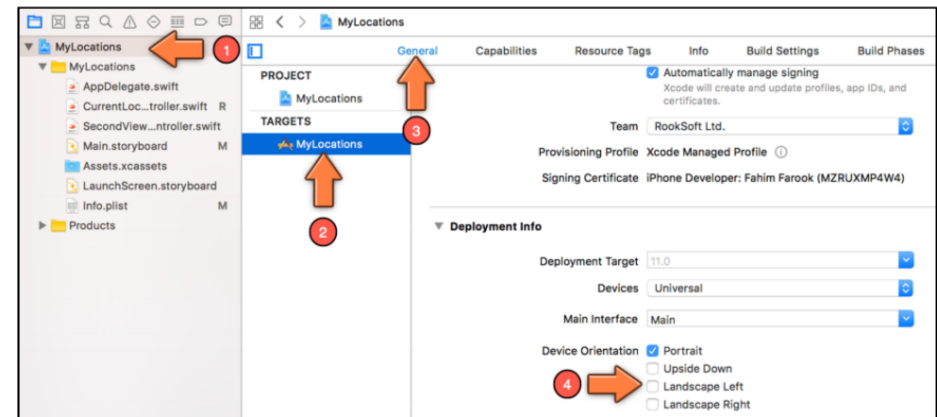 MyLocations
MyLocations
1
MyLocations
AppDelegate.swift
CurrentLoc...troller.swift R
SecondView...ntroller.swift
Main.storyboard M
Assets.xcassets
LaunchScreen.storyboard
Info.plist M
Products
General Capabilities Resource Tags Info Build Settings Build Phases
PROJECT
MyLocations
TARGETS
MyLocations
2
3
Automatically manage signing
Xcode will create and update profiles, app IDs, and
certificates.
Team RookSoft Ltd.
Provisioning Profile Xcode Managed Profile
Signing Certificate iPhone Developer: Fahim Farook (MZRUXMP4W4)
Deployment Info
Deployment Target 11.0
Devices Universal
Main Interface Main
Device Orientation Portrait
Upside Down
4
Landscape Left
Landscape Right